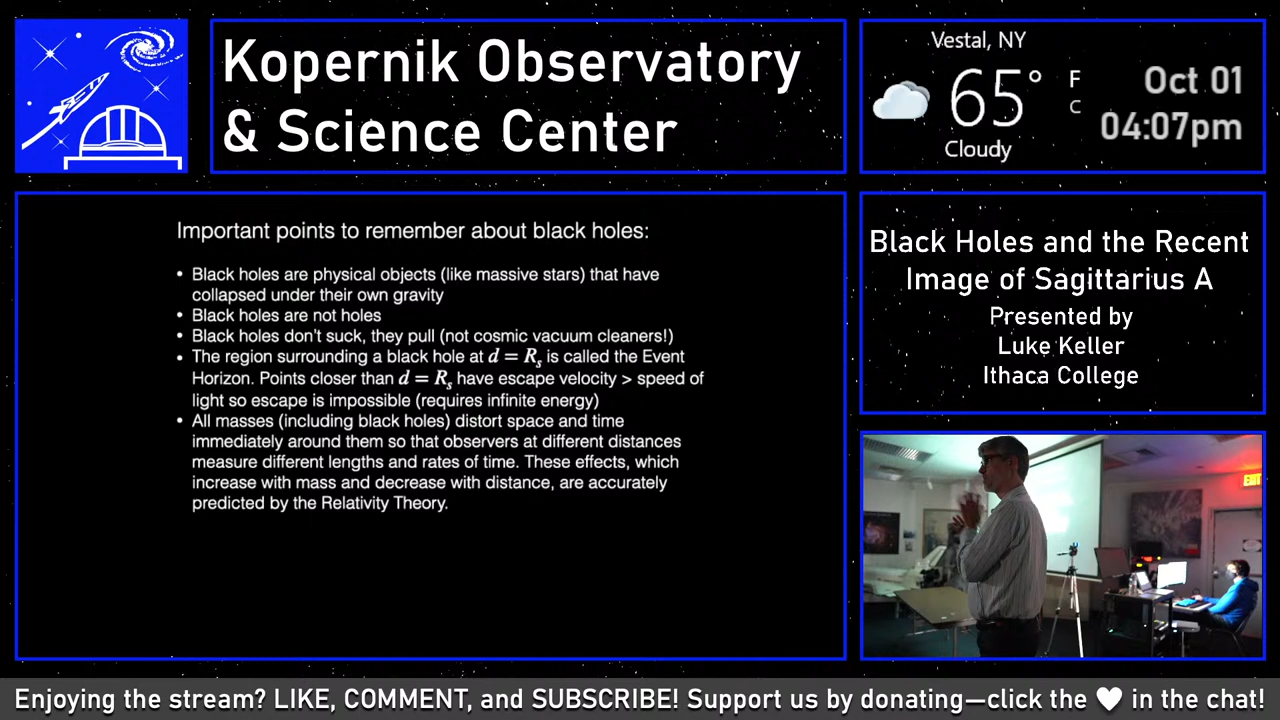 Kopernik Observatory
& Science Center
Vestal, NY
65° F
C
Cloudy
Oct 01
04:07pm
Important points to remember about black holes:
• Black holes are physical objects (like massive stars) that have
collapsed under their own gravity
• Black holes are not holes
• Black holes don't suck, they pull (not cosmic vacuum cleaners!)
• The region surrounding a black hole at d = Rs is called the Event
Horizon. Points closer than d = Rs have escape velocity > speed of
light so escape is impossible (requires infinite energy)
• All masses (including black holes) distort space and time
immediately around them so that observers at different distances
measure different lengths and rates of time. These effects, which
increase with mass and decrease with distance, are accurately
predicted by the Relativity Theory.
Black Holes and the Recent
Image of Sagittarius A
Presented by
Luke Keller
Ithaca College
Enjoying the stream? LIKE, COMMENT, and SUBSCRIBE! Support us by donating—click the ♥ in the chat!